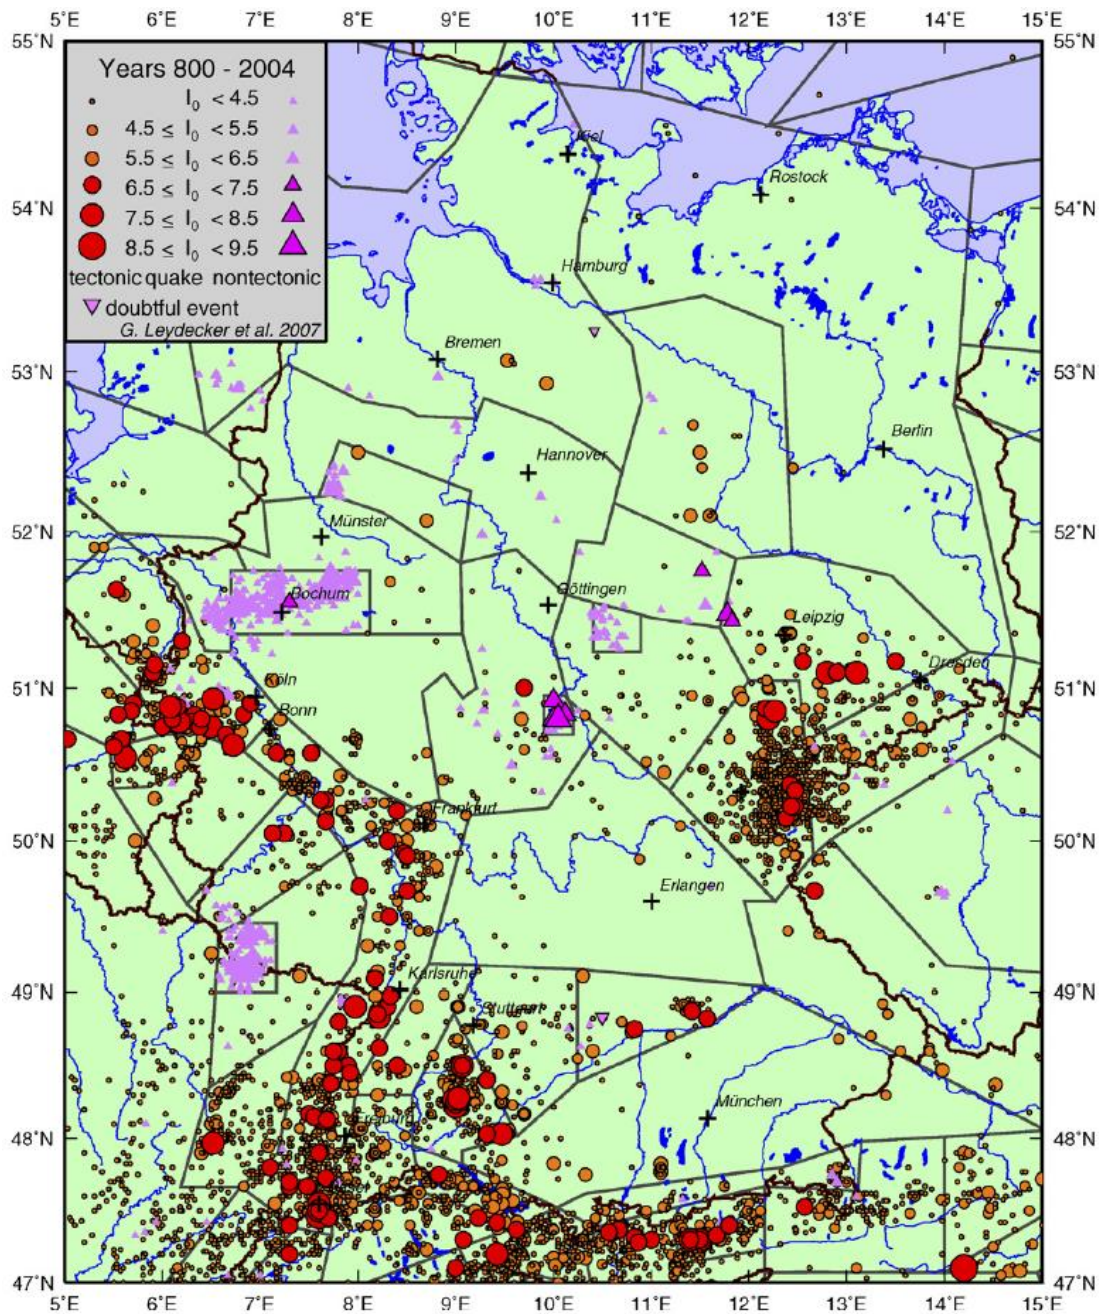 5°E 6°E 7°E 8°E 9°E 10°E 11°E 12°E 13°E 14°E 15°E
55°N 55°N
Years 800 - 2004
I₀ < 4.5
4.5 ≤ I₀ < 5.5
5.5 ≤ I₀ < 6.5
6.5 ≤ I₀ < 7.5
7.5 ≤ I₀ < 8.5
8.5 ≤ I₀ < 9.5
tectonic quake nontectonic
doubtful event
G. Leydecker et al. 2007
Kiel
Rostock
54°N 54°N
Hamburg
Bremen
53°N 53°N
Berlin
Hannover
52°N 52°N
Münster
Bochum
Göttingen
Leipzig
Dresden
51°N 51°N
Köln
Bonn
Frankfurt
50°N 50°N
Erlangen
Karlsruhe
49°N 49°N
Stuttgart
München
Freiburg
48°N 48°N
47°N 47°N
5°E 6°E 7°E 8°E 9°E 10°E 11°E 12°E 13°E 14°E 15°E